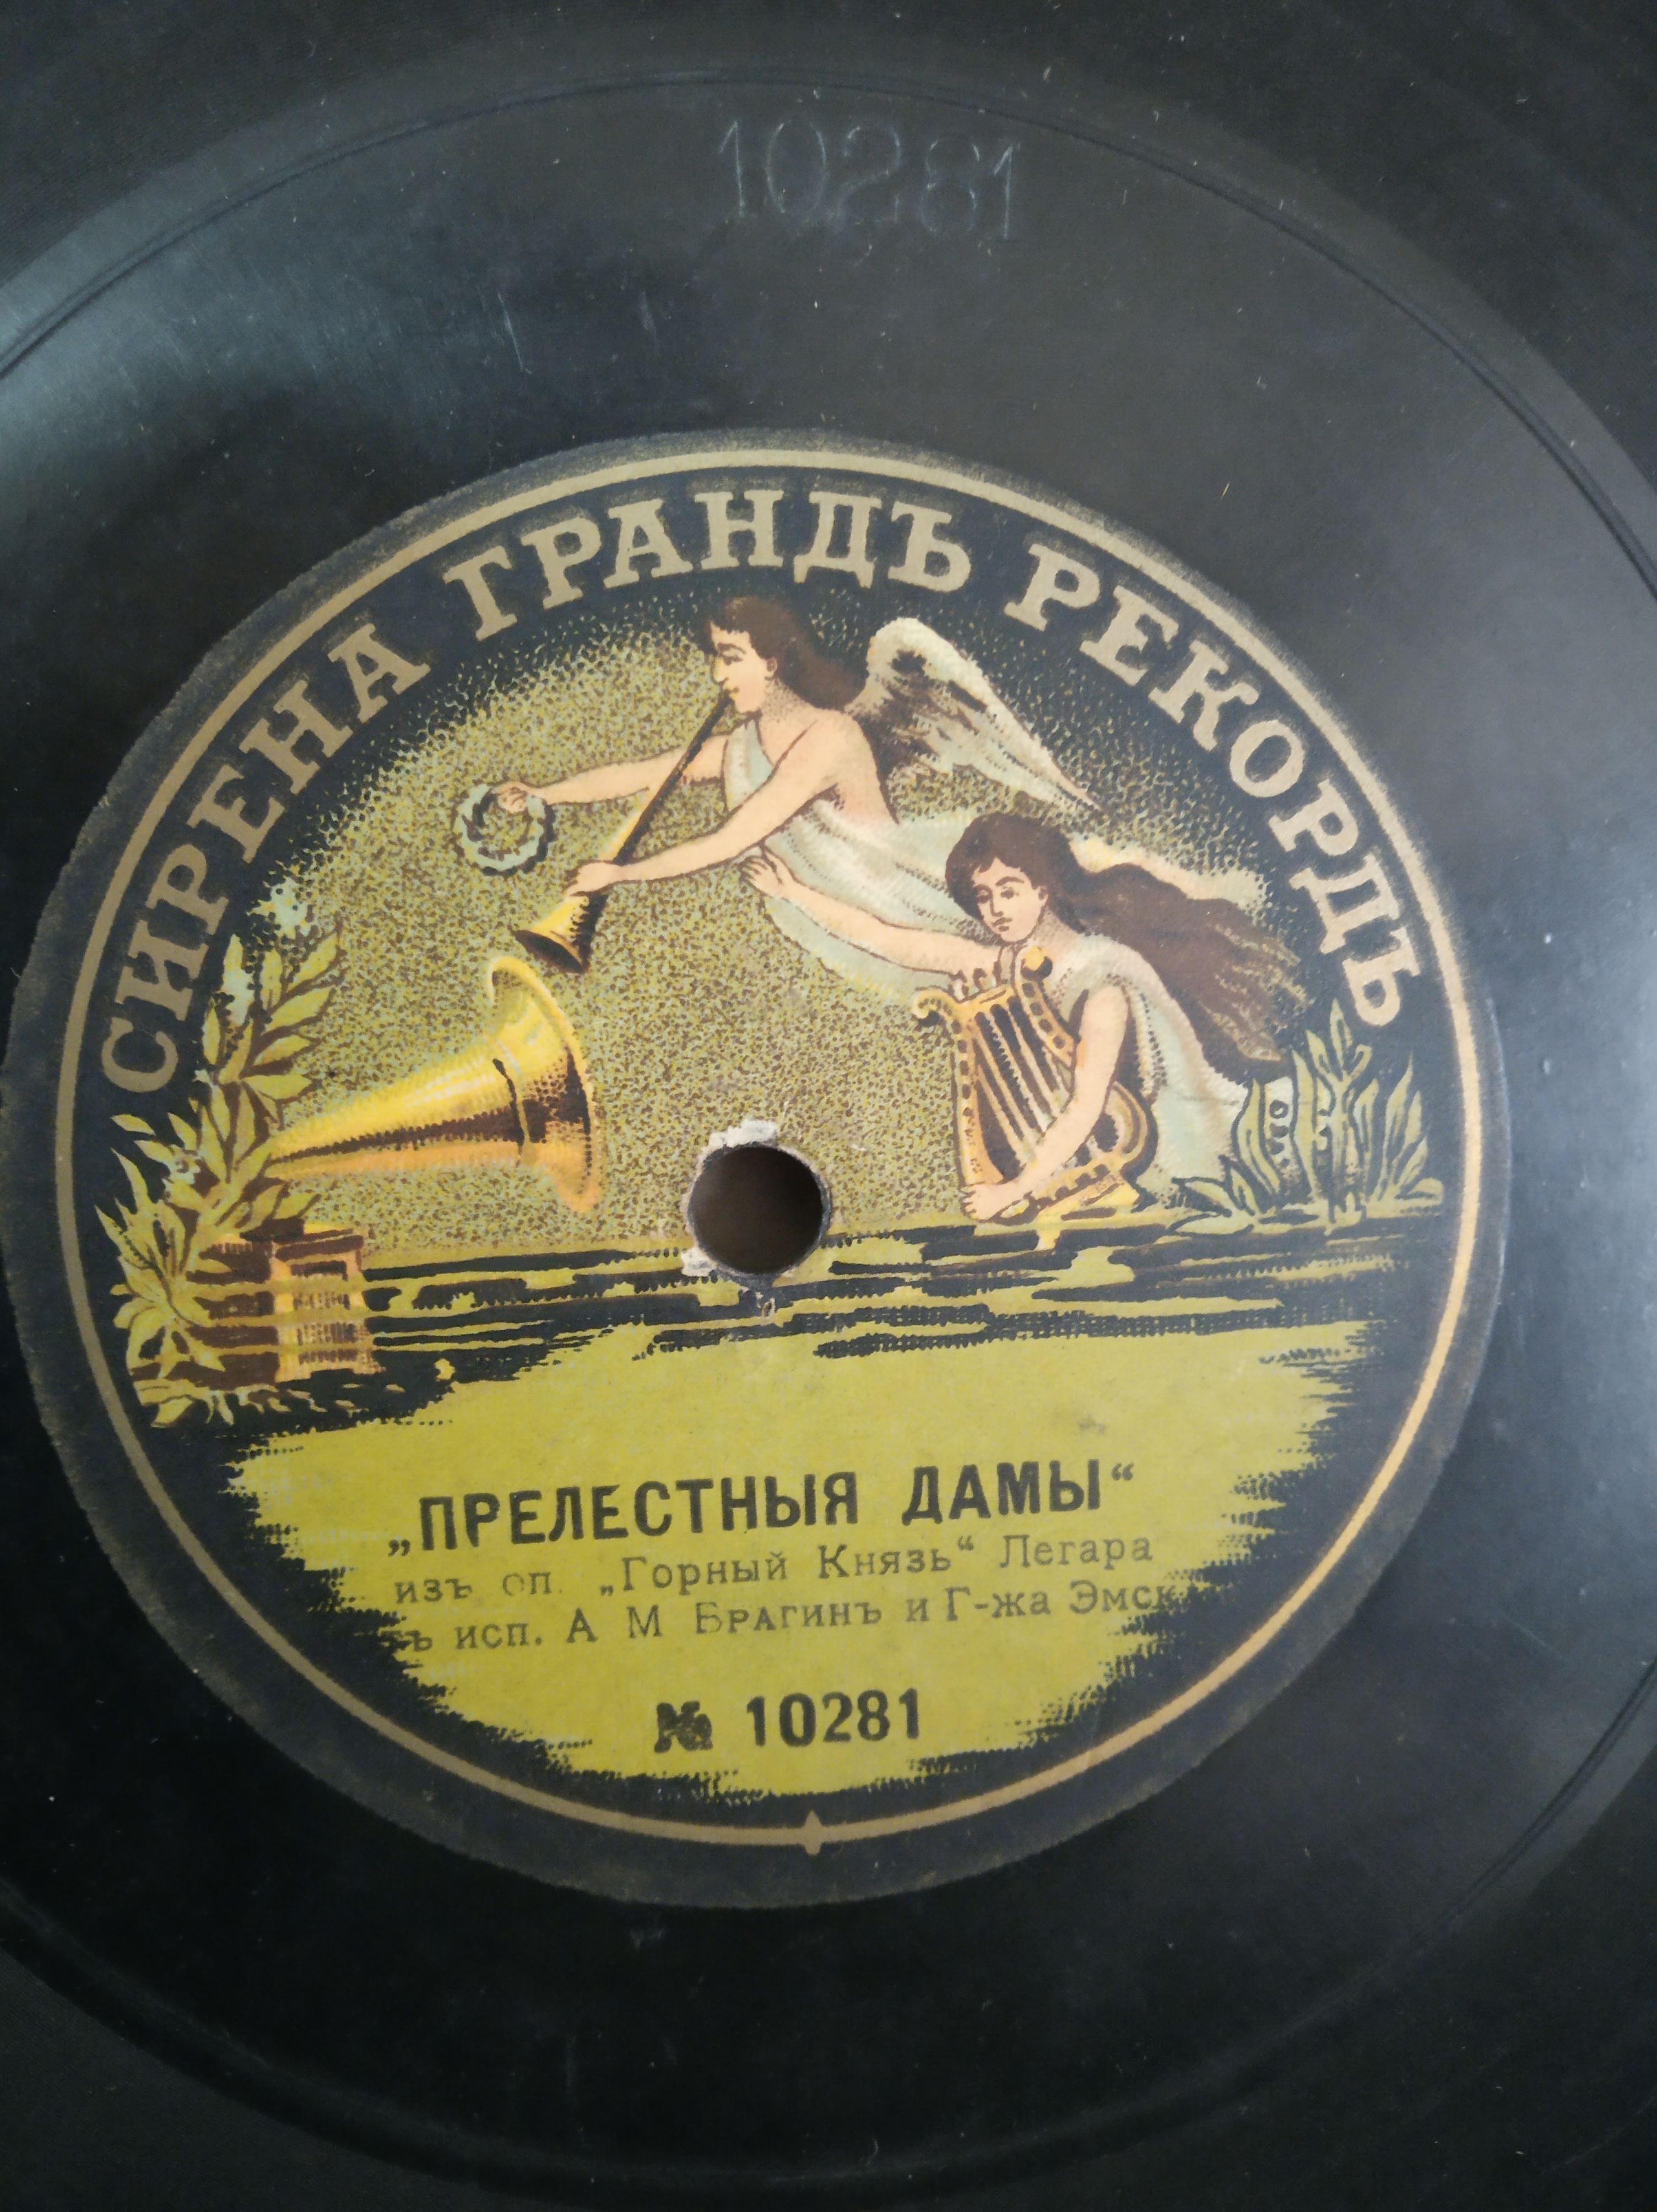 10281
СИРЕНА ГРАНДЪ РЕКОРДЪ
„ПРЕЛЕСТНЫЯ ДАМЫ“
изъ оп. „Горный Князь“ Легара
исп. А М БРАГИНЪ и Г-жа
№ 10281